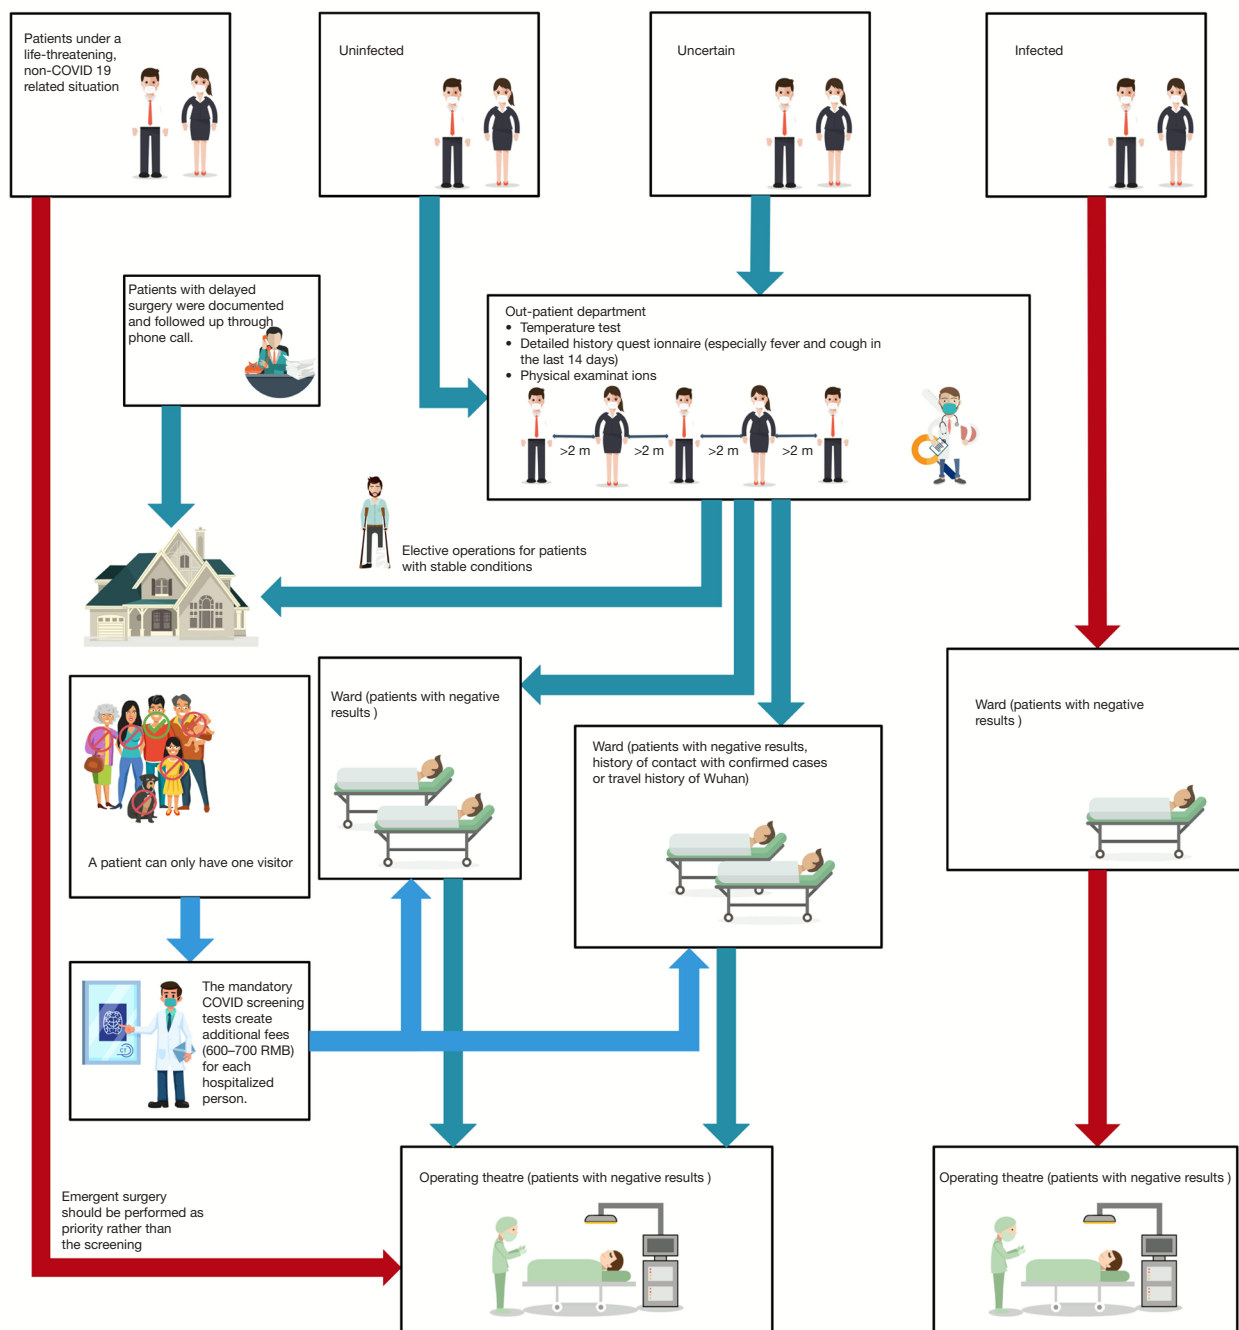 Patients under a
life-threatening,
non-COVID 19
related situation
Uninfected
Uncertain
Infected
Patients with delayed
surgery were documented
and followed up through
phone call.
Out-patient department
• Temperature test
• Detailed history quest ionnaire (especially fever and cough in
the last 14 days)
• Physical examinat ions
>2 m
>2 m
>2 m
>2 m
Elective operations for patients
with stable conditions
Ward (patients with negative
results )
Ward (patients with negative results,
history of contact with confirmed cases
or travel history of Wuhan)
Ward (patients with negative
results )
A patient can only have one visitor
The mandatory
COVID screening
tests create
additional fees
(600–700 RMB)
for each
hospitalized
person.
CT
Emergent surgery
should be performed as
priority rather than
the screening
Operating theatre (patients with negative results )
Operating theatre (patients with negative results )